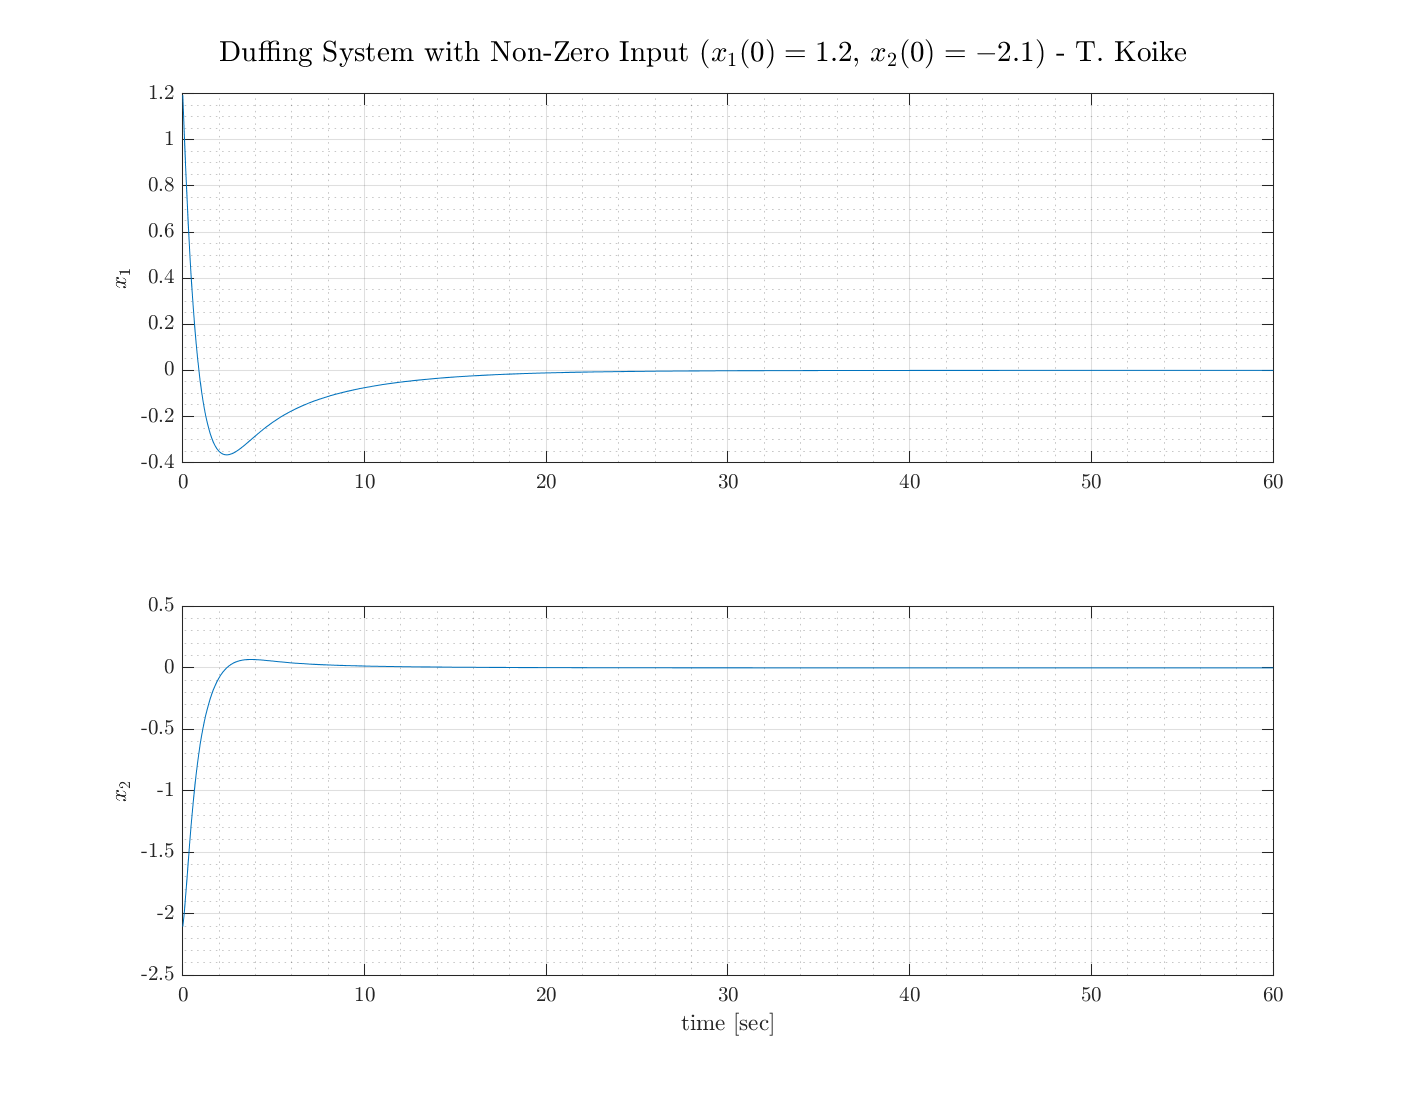 Duffing System with Non-Zero Input (x₁(0) = 1.2, x₂(0) = −2.1) - T. Koike
1.2
1
0.8
0.6
0.4
0.2
0
-0.2
-0.4
x₁
0 10 20 30 40 50 60
0.5
0
-0.5
-1
-1.5
-2
-2.5
x₂
0 10 20 30 40 50 60
time [sec]